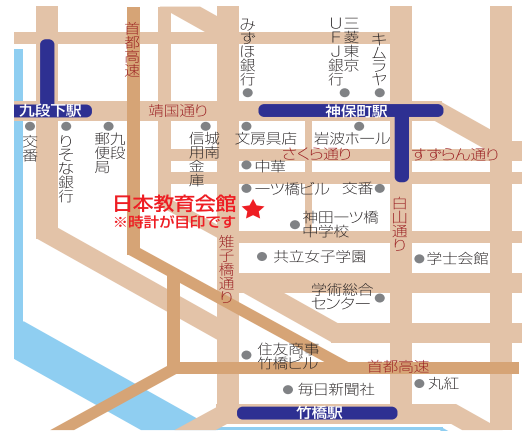 首都高速
みずほ銀行
三菱東京
UFJ銀行
キムラヤ
九段下駅
靖国通り
神保町駅
交番
りそな銀行
九段
郵便局
城南
信用金庫
文房具店
岩波ホール
さくら通り
すずらん通り
中華
一ツ橋ビル
交番
日本教育会館
※時計が目印です
神田一ツ橋
中学校
白山通り
雉子橋通り
共立女子学園
学士会館
学術総合
センター
住友商事
竹橋ビル
首都高速
毎日新聞社
丸紅
竹橋駅